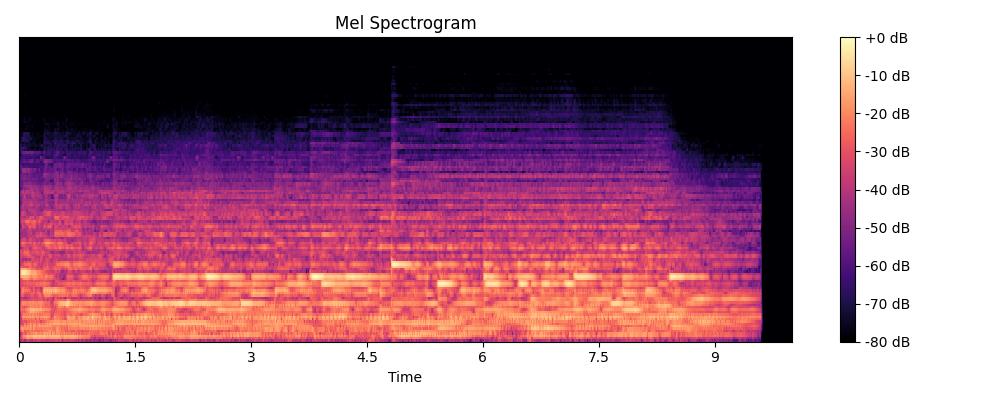 Mel Spectrogram
+0 dB
-10 dB
-20 dB
-30 dB
-40 dB
-50 dB
-60 dB
-70 dB
-80 dB
0 1.5 3 4.5 6 7.5 9
Time